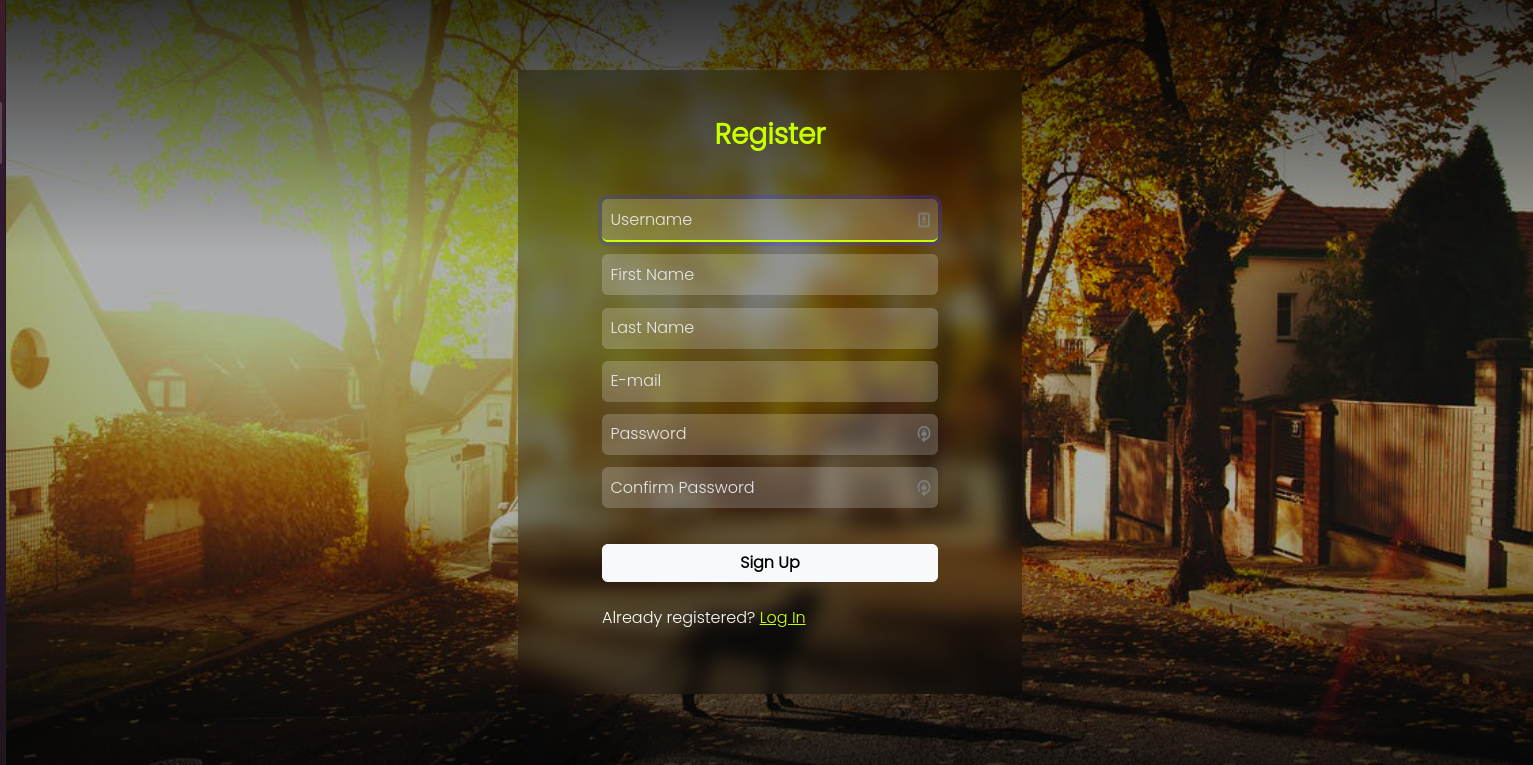 Register
Username
First Name
Last Name
E-mail
Password
Confirm Password
Sign Up
Already registered? Log In